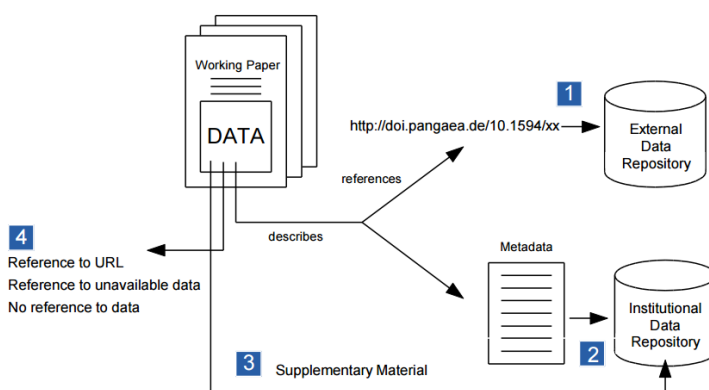 Working Paper
DATA
1
http://doi.pangaea.de/10.1594/xx
External
Data
Repository
references
describes
4
Reference to URL
Reference to unavailable data
No reference to data
Metadata
Institutional
Data
Repository
2
3
Supplementary Material